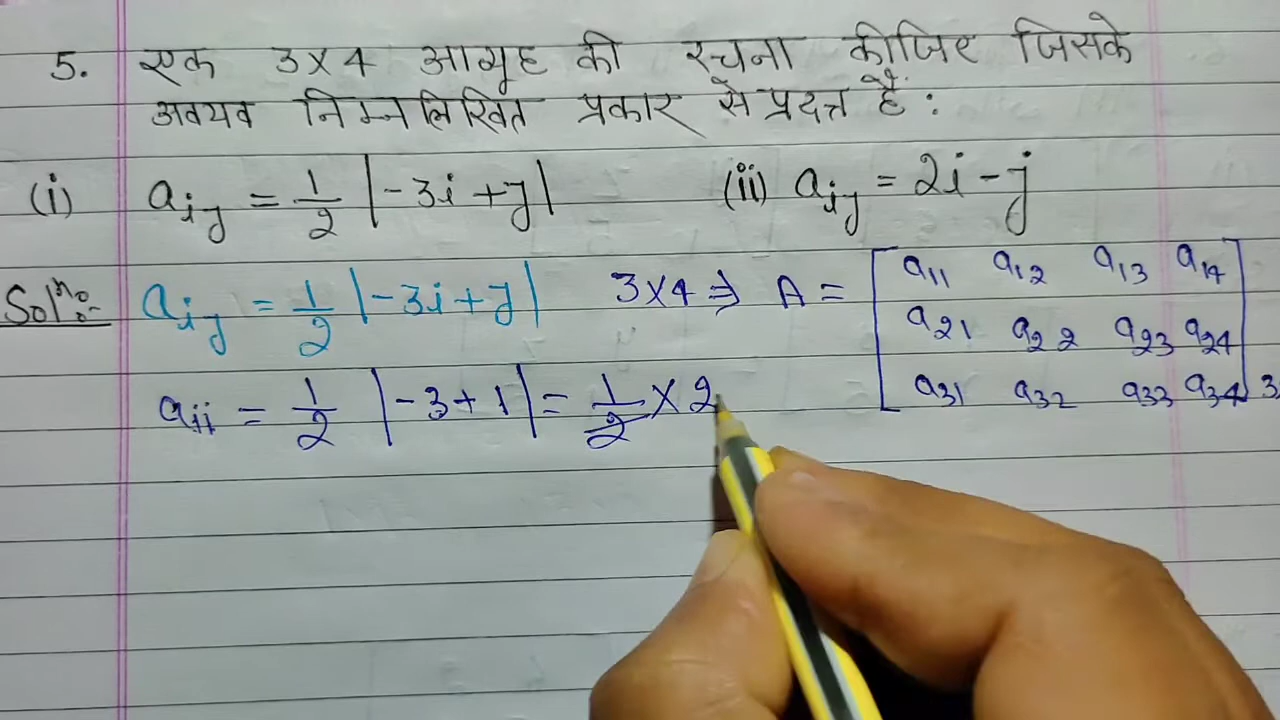 5. एक 3×4 आव्यूह की रचना कीजिए जिसके
अवयव निम्नलिखित प्रकार से प्रदत्त हैं:
(i) aᵢⱼ = 1/2 |-3i+j| (ii) aᵢⱼ = 2i-j
Solⁿ:- aᵢⱼ = 1/2 |-3i+j| 3×4 ⇒ A = [a₁₁ a₁₂ a₁₃ a₁₄
a₂₁ a₂₂ a₂₃ a₂₄
a₃₁ a₃₂ a₃₃ a₃₄] 3
a₁₁ = 1/2 |-3+1| = 1/2 × 2